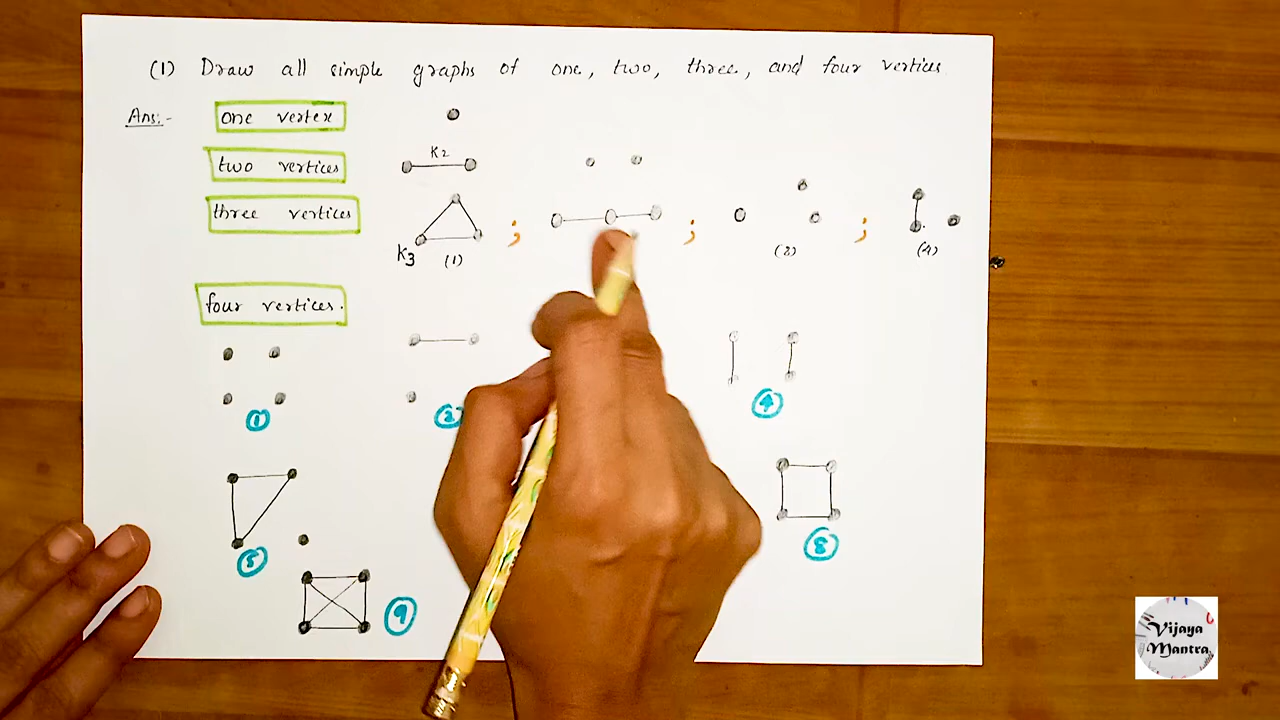 (1) Draw all simple graphs of one, two, three, and four vertices
Ans:-
one vertex
two vertices
K2
three vertices
;
;
;
K3
(1)
(3)
(4)
four vertices.
1
2
4
5
8
9
Vijaya
Mantra